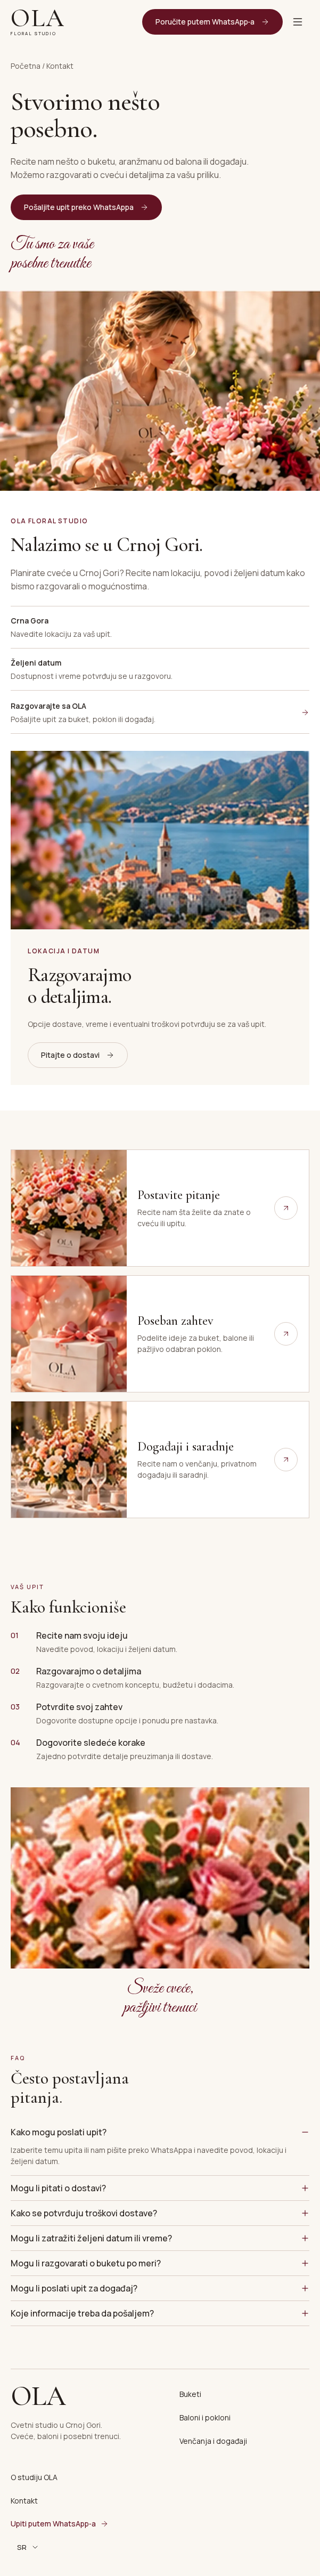 OLA
FLORAL STUDIO
Poručite putem WhatsApp-a
Početna / Kontakt
Stvorimo nešto
posebno.
Recite nam nešto o buketu, aranžmanu od balona ili događaju.
Možemo razgovarati o cveću i detaljima za vašu priliku.
Pošaljite upit preko WhatsAppa
Tu smo za vaše
posebne trenutke
OLA
OLA FLORAL STUDIO
Nalazimo se u Crnoj Gori.
Planirate cveće u Crnoj Gori? Recite nam lokaciju, povod i željeni datum kako
bismo razgovarali o mogućnostima.
Crna Gora
Navedite lokaciju za vaš upit.
Željeni datum
Dostupnost i vreme potvrđuju se u razgovoru.
Razgovarajte sa OLA
Pošaljite upit za buket, poklon ili događaj.
LOKACIJA I DATUM
Razgovarajmo
o detaljima.
Opcije dostave, vreme i eventualni troškovi potvrđuju se za vaš upit.
Pitajte o dostavi
OLA
Postavite pitanje
Recite nam šta želite da znate o
cveću ili upitu.
OLA
Poseban zahtev
Podelite ideje za buket, balone ili
pažljivo odabran poklon.
Događaji i saradnje
Recite nam o venčanju, privatnom
događaju ili saradnji.
VAŠ UPIT
Kako funkcioniše
01 Recite nam svoju ideju
Navedite povod, lokaciju i željeni datum.
02 Razgovarajmo o detaljima
Razgovarajte o cvetnom konceptu, budžetu i dodacima.
03 Potvrdite svoj zahtev
Dogovorite dostupne opcije i ponudu pre nastavka.
04 Dogovorite sledeće korake
Zajedno potvrdite detalje preuzimanja ili dostave.
Sveže cveće,
pažljivi trenuci
FAQ
Često postavljana
pitanja.
Kako mogu poslati upit?
Izaberite temu upita ili nam pišite preko WhatsAppa i navedite povod, lokaciju i
željeni datum.
Mogu li pitati o dostavi?
Kako se potvrđuju troškovi dostave?
Mogu li zatražiti željeni datum ili vreme?
Mogu li razgovarati o buketu po meri?
Mogu li poslati upit za događaj?
Koje informacije treba da pošaljem?
OLA
Cvetni studio u Crnoj Gori.
Cveće, baloni i posebni trenuci.
Buketi
Baloni i pokloni
Venčanja i događaji
O studiju OLA
Kontakt
Upiti putem WhatsApp-a
SR